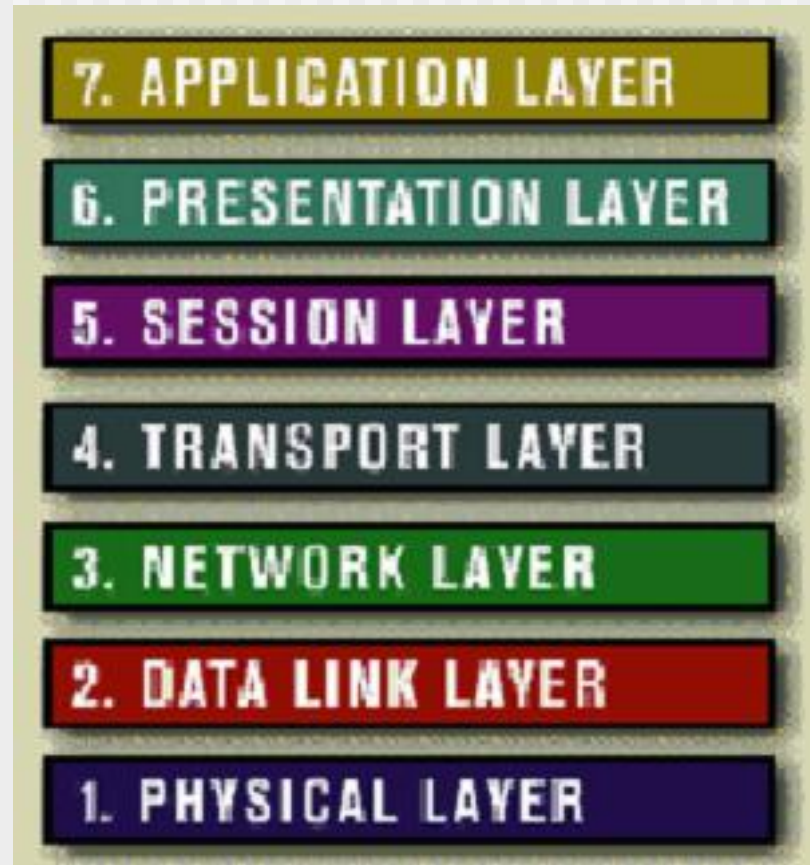 7. APPLICATION LAYER
6. PRESENTATION LAYER
5. SESSION LAYER
4. TRANSPORT LAYER
3. NETWORK LAYER
2. DATA LINK LAYER
1. PHYSICAL LAYER